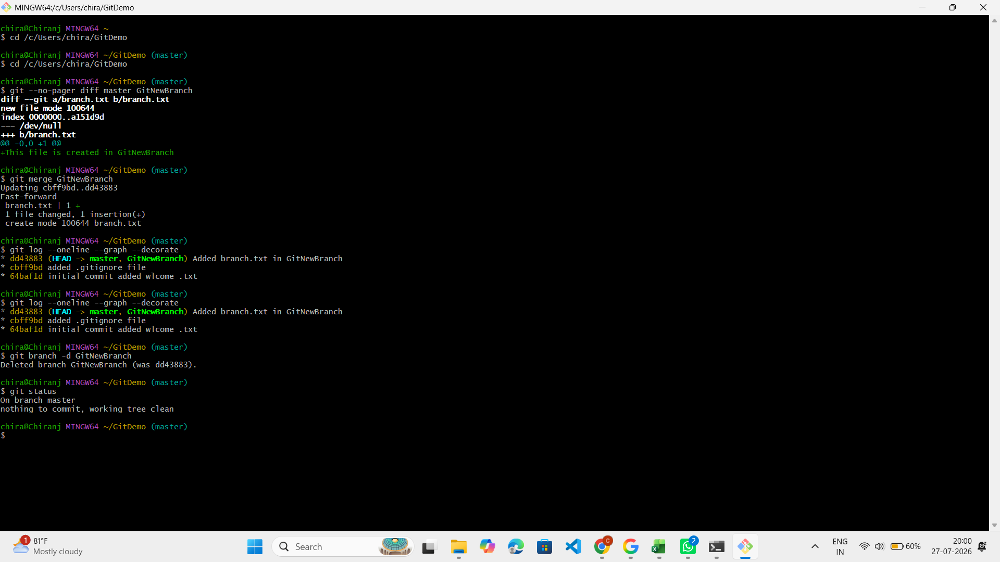 MINGW64:/c/Users/chira/GitDemo
chira@Chiranj MINGW64 ~
$ cd /c/Users/chira/GitDemo
chira@Chiranj MINGW64 ~/GitDemo (master)
$ cd /c/Users/chira/GitDemo
chira@Chiranj MINGW64 ~/GitDemo (master)
$ git --no-pager diff master GitNewBranch
diff --git a/branch.txt b/branch.txt
new file mode 100644
index 0000000..a151d9d
--- /dev/null
+++ b/branch.txt
@@ -0,0 +1 @@
+This file is created in GitNewBranch
chira@Chiranj MINGW64 ~/GitDemo (master)
$ git merge GitNewBranch
Updating cbff9bd..dd43883
Fast-forward
 branch.txt | 1 +
 1 file changed, 1 insertion(+)
 create mode 100644 branch.txt
chira@Chiranj MINGW64 ~/GitDemo (master)
$ git log --oneline --graph --decorate
* dd43883 (HEAD -> master, GitNewBranch) Added branch.txt in GitNewBranch
* cbff9bd added .gitignore file
* 64baf1d initial commit added wlcome .txt
chira@Chiranj MINGW64 ~/GitDemo (master)
$ git log --oneline --graph --decorate
* dd43883 (HEAD -> master, GitNewBranch) Added branch.txt in GitNewBranch
* cbff9bd added .gitignore file
* 64baf1d initial commit added wlcome .txt
chira@Chiranj MINGW64 ~/GitDemo (master)
$ git branch -d GitNewBranch
Deleted branch GitNewBranch (was dd43883).
chira@Chiranj MINGW64 ~/GitDemo (master)
$ git status
On branch master
nothing to commit, working tree clean
chira@Chiranj MINGW64 ~/GitDemo (master)
$
1
81°F
Mostly cloudy
Search
C
2
ENG
IN
60%
20:00
27-07-2026